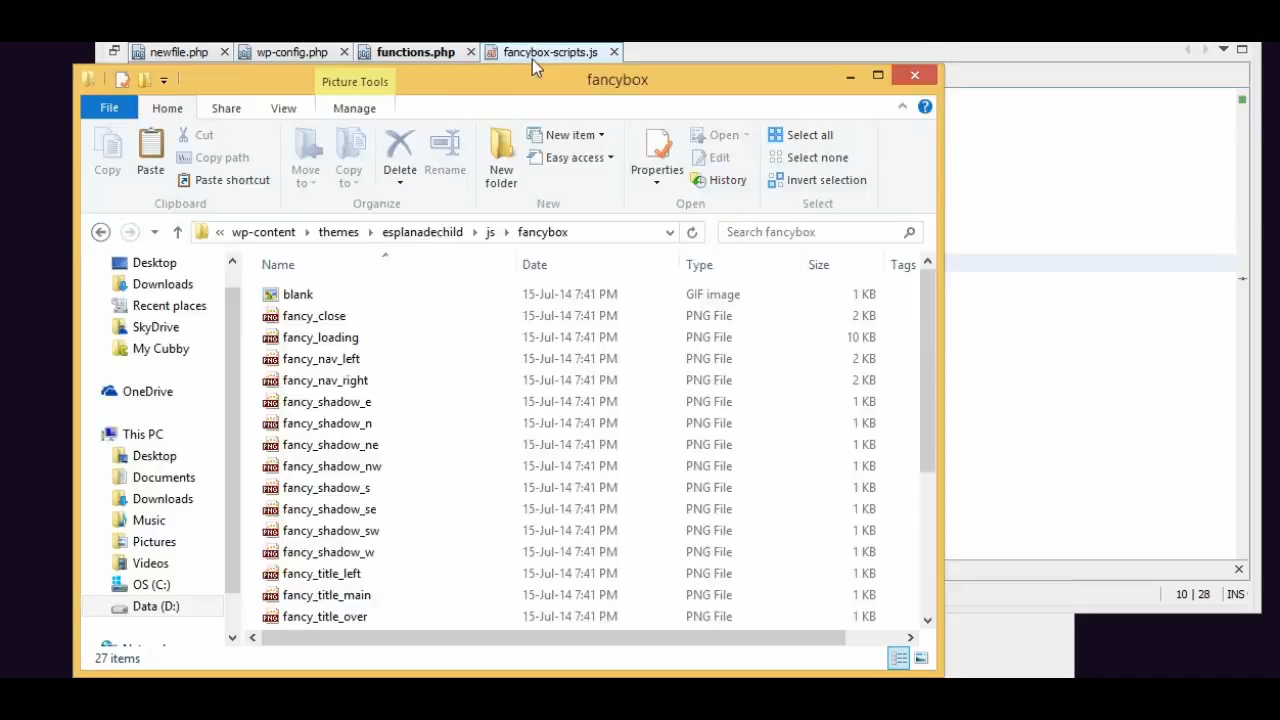 newfile.php wp-config.php functions.php fancybox-scripts.js
Picture Tools fancybox
File Home Share View Manage
Copy Paste Cut Copy path Paste shortcut Move to Copy to Delete Rename New folder New item Easy access Properties Open Edit History Select all Select none Invert selection
Clipboard Organize New Open Select
« wp-content themes esplanadechild js fancybox Search fancybox
Name Date Type Size Tags
Desktop
Downloads
Recent places
SkyDrive
My Cubby
OneDrive
This PC
Desktop
Documents
Downloads
Music
Pictures
Videos
OS (C:)
Data (D:)
blank 15-Jul-14 7:41 PM GIF image 1 KB
fancy_close 15-Jul-14 7:41 PM PNG File 2 KB
fancy_loading 15-Jul-14 7:41 PM PNG File 10 KB
fancy_nav_left 15-Jul-14 7:41 PM PNG File 2 KB
fancy_nav_right 15-Jul-14 7:41 PM PNG File 2 KB
fancy_shadow_e 15-Jul-14 7:41 PM PNG File 1 KB
fancy_shadow_n 15-Jul-14 7:41 PM PNG File 1 KB
fancy_shadow_ne 15-Jul-14 7:41 PM PNG File 1 KB
fancy_shadow_nw 15-Jul-14 7:41 PM PNG File 1 KB
fancy_shadow_s 15-Jul-14 7:41 PM PNG File 1 KB
fancy_shadow_se 15-Jul-14 7:41 PM PNG File 1 KB
fancy_shadow_sw 15-Jul-14 7:41 PM PNG File 1 KB
fancy_shadow_w 15-Jul-14 7:41 PM PNG File 1 KB
fancy_title_left 15-Jul-14 7:41 PM PNG File 1 KB
fancy_title_main 15-Jul-14 7:41 PM PNG File 1 KB
fancy_title_over 15-Jul-14 7:41 PM PNG File 1 KB
27 items
10 | 28 INS